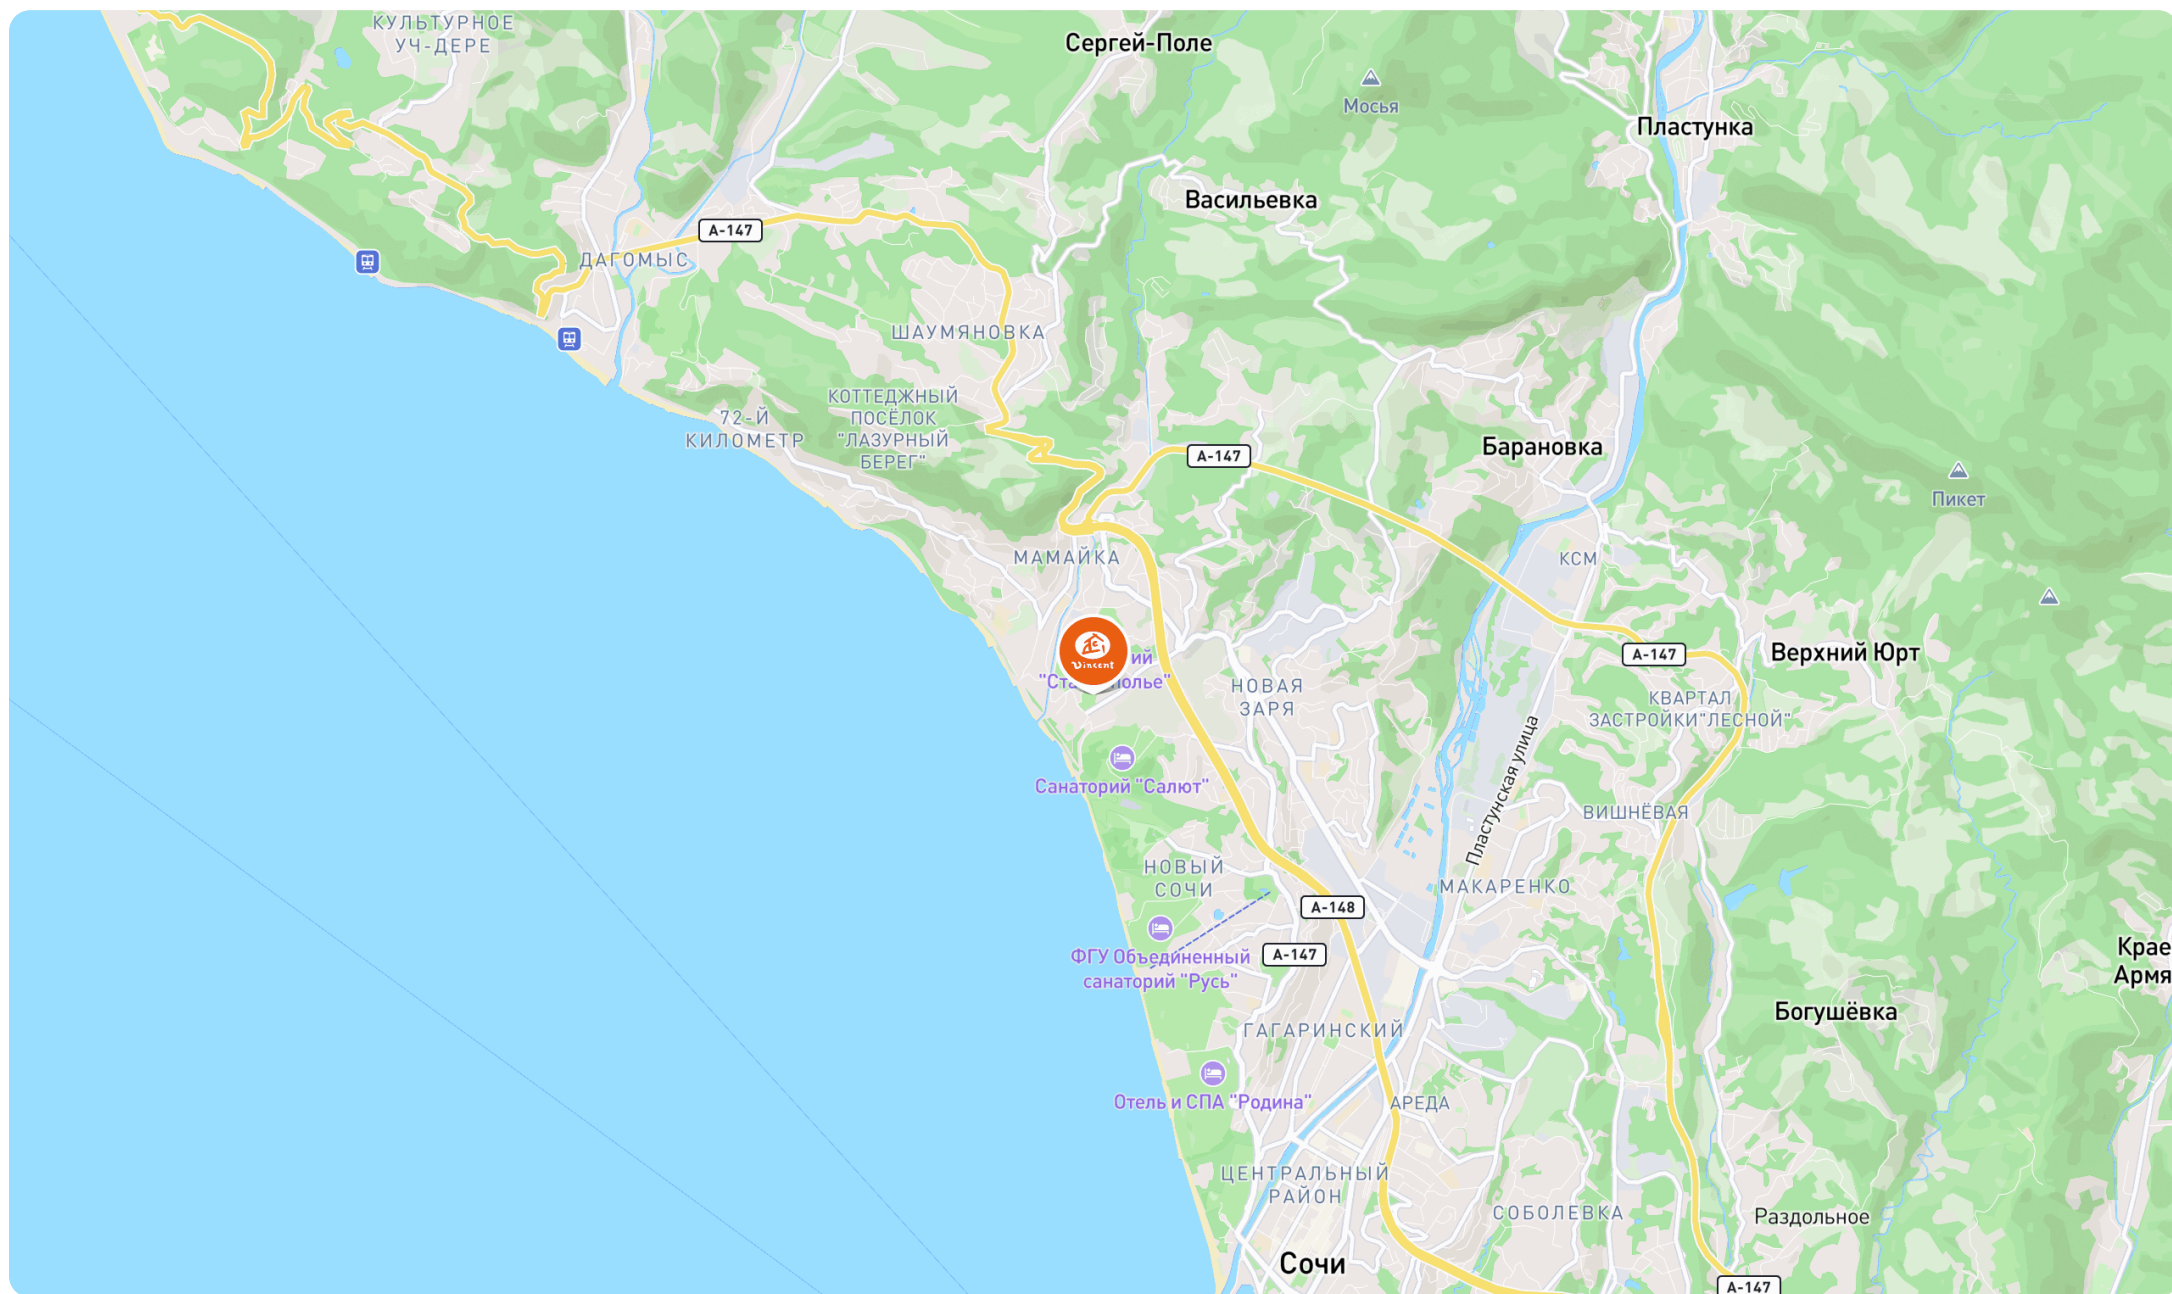 КУЛЬТУРНОЕ
УЧ-ДЕРЕ
Сергей-Поле
Мосья
Пластунка
Васильевка
А-147
ДАГОМЫС
ШАУМЯНОВКА
КОТТЕДЖНЫЙ
ПОСЁЛОК
"ЛАЗУРНЫЙ
БЕРЕГ"
72-Й
КИЛОМЕТР
А-147
Барановка
Пикет
МАМАЙКА
КСМ
Vincent
А-147
Верхний Юрт
НОВАЯ
ЗАРЯ
КВАРТАЛ
ЗАСТРОЙКИ"ЛЕСНОЙ"
Пластунская улица
Санаторий "Салют"
ВИШНЁВАЯ
НОВЫЙ
СОЧИ
МАКАРЕНКО
А-148
А-147
ФГУ Объединенный
санаторий "Русь"
Крае
Армя
Богушёвка
ГАГАРИНСКИЙ
Отель и СПА "Родина"
АРЕДА
ЦЕНТРАЛЬНЫЙ
РАЙОН
СОБОЛЕВКА
Раздольное
Сочи
А-147